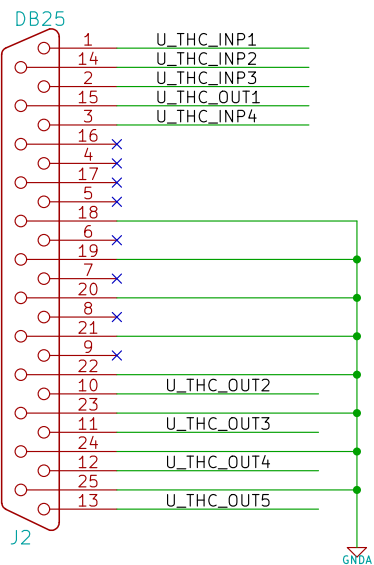 DB25
1 U_THC_INP1
14 U_THC_INP2
2 U_THC_INP3
15 U_THC_OUT1
3 U_THC_INP4
16
4
17
5
18
6
19
7
20
8
21
9
22
10 U_THC_OUT2
23
11 U_THC_OUT3
24
12 U_THC_OUT4
25
13 U_THC_OUT5
J2
GNDA